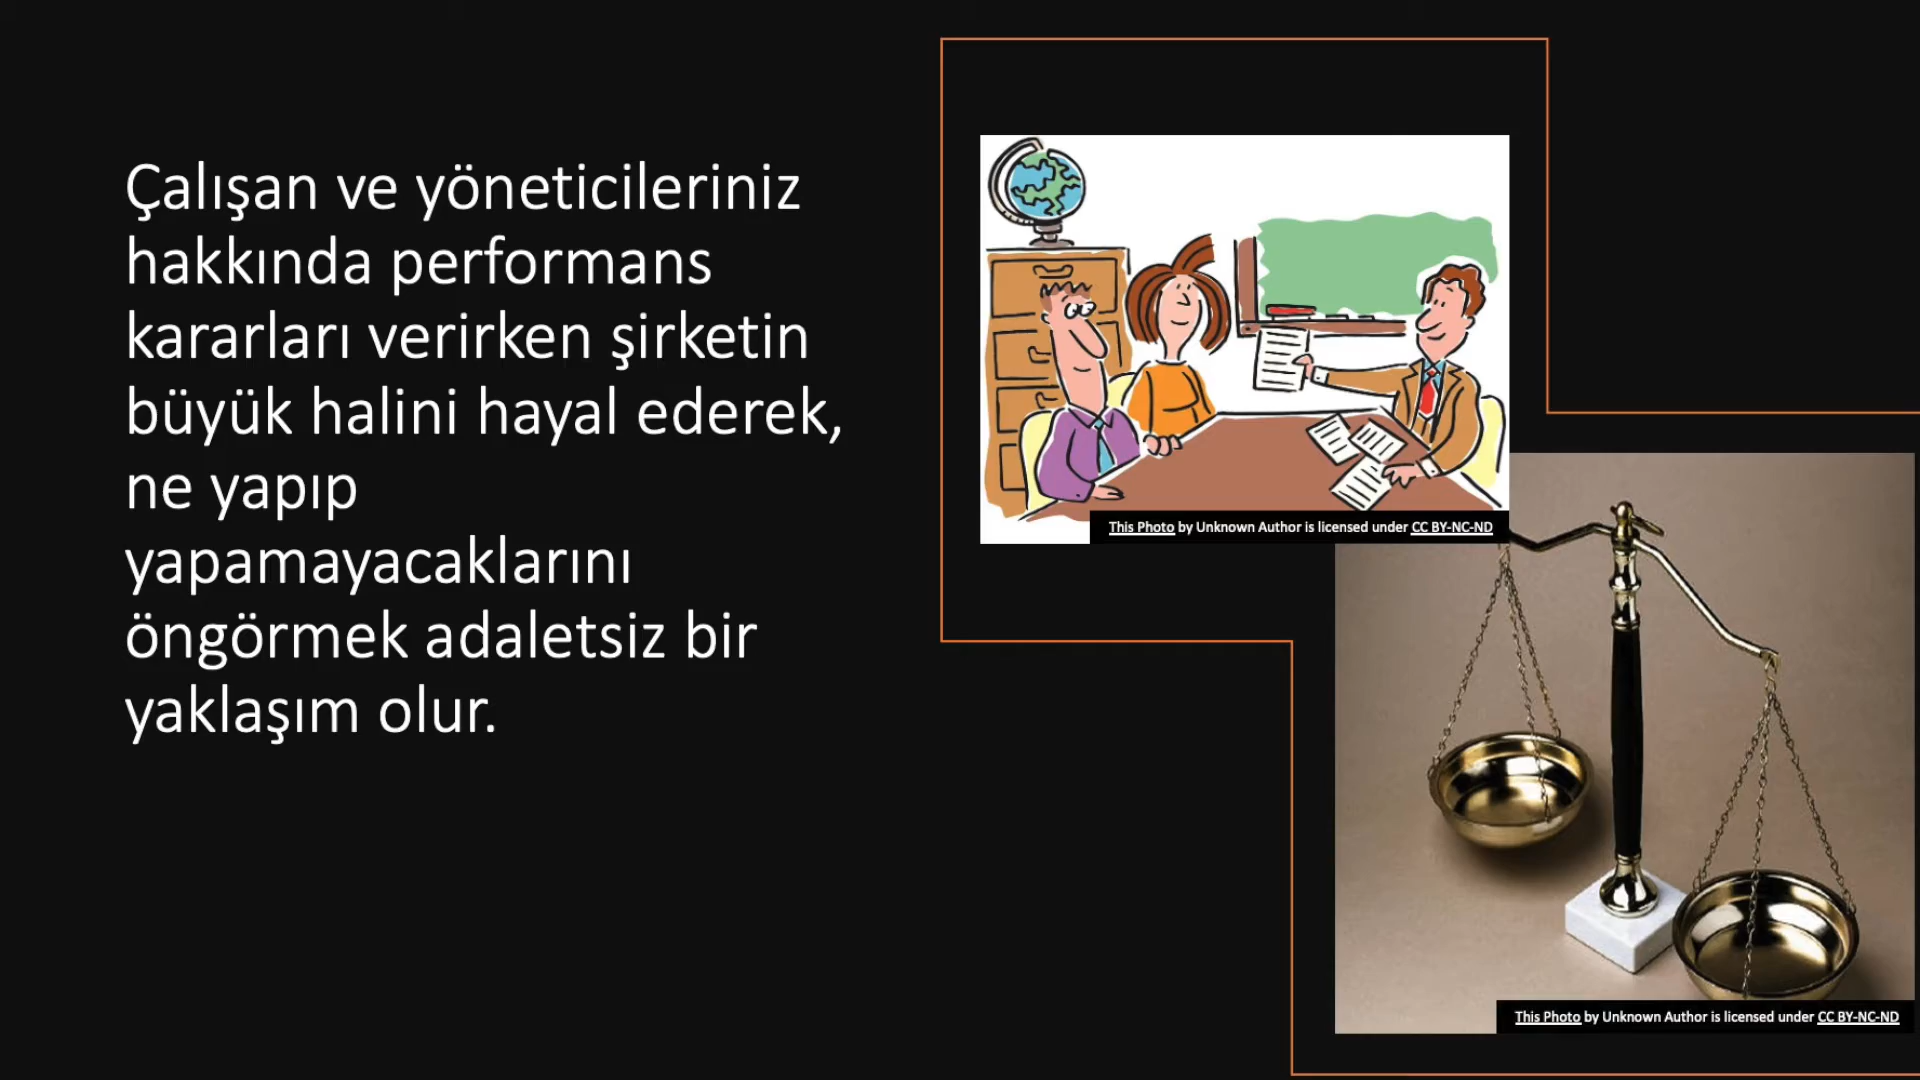 Çalışan ve yöneticileriniz
hakkında performans
kararları verirken şirketin
büyük halini hayal ederek,
ne yapıp
yapamayacaklarını
öngörmek adaletsiz bir
yaklaşım olur.
This Photo by Unknown Author is licensed under CC BY-NC-ND
This Photo by Unknown Author is licensed under CC BY-NC-ND